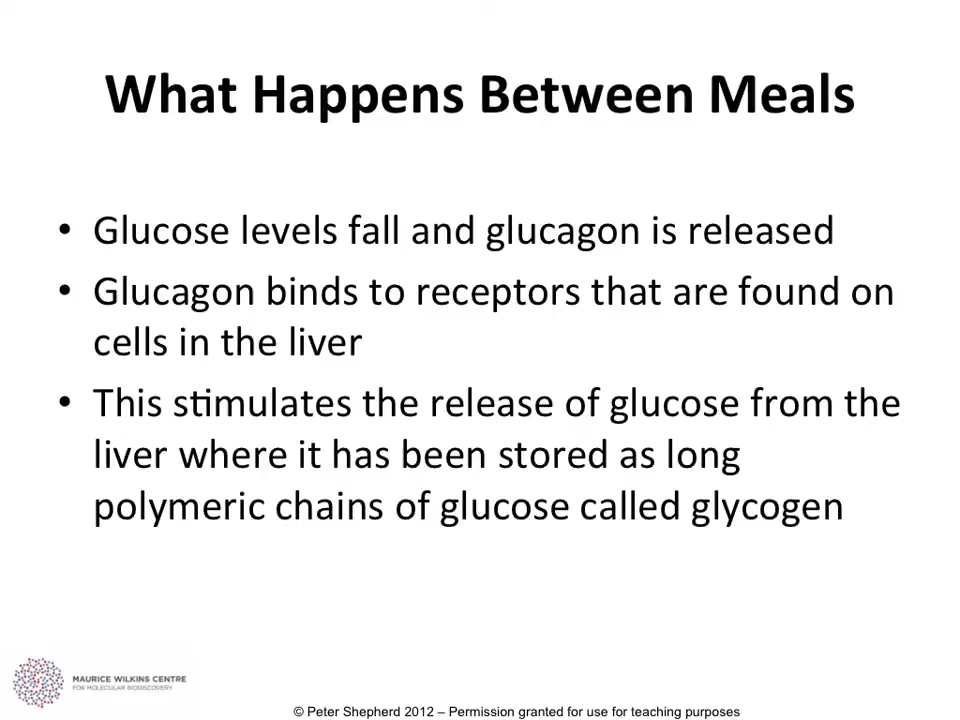 What Happens Between Meals
• Glucose levels fall and glucagon is released
• Glucagon binds to receptors that are found on
cells in the liver
• This stimulates the release of glucose from the
liver where it has been stored as long
polymeric chains of glucose called glycogen
MAURICE WILKINS CENTRE
FOR MOLECULAR BIODISCOVERY
© Peter Shepherd 2012 – Permission granted for use for teaching purposes